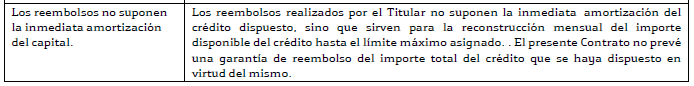 Los reembolsos no suponen
la inmediata amortización
del capital.
Los reembolsos realizados por el Titular no suponen la inmediata amortización del
crédito dispuesto, sino que sirven para la reconstrucción mensual del importe
disponible del crédito hasta el límite máximo asignado. . El presente Contrato no prevé
una garantía de reembolso del importe total del crédito que se haya dispuesto en
virtud del mismo.